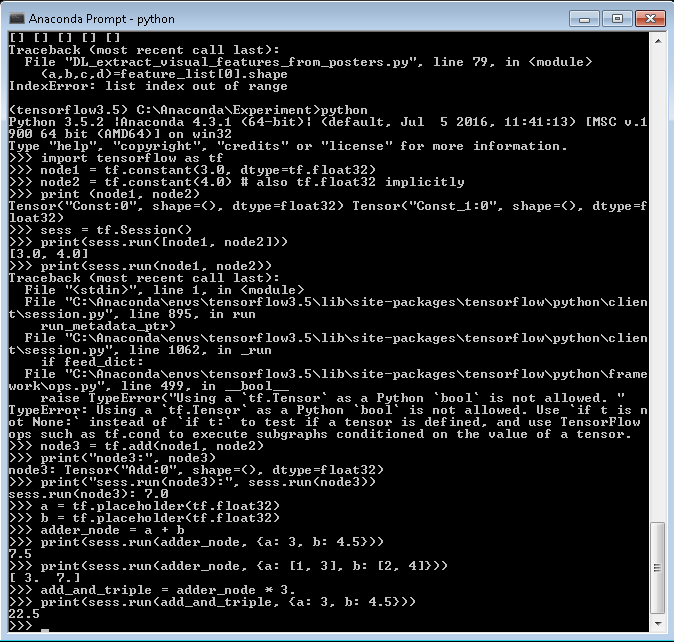 Anaconda Prompt - python
[] [] [] [] []
Traceback (most recent call last):
  File "DL_extract_visual_features_from_posters.py", line 79, in <module>
    (a,b,c,d)=feature_list[0].shape
IndexError: list index out of range
(tensorflow3.5) C:\Anaconda\Experiment>python
Python 3.5.2 |Anaconda 4.3.1 (64-bit)| (default, Jul  5 2016, 11:41:13) [MSC v.1
900 64 bit (AMD64)] on win32
Type "help", "copyright", "credits" or "license" for more information.
>>> import tensorflow as tf
>>> node1 = tf.constant(3.0, dtype=tf.float32)
>>> node2 = tf.constant(4.0) # also tf.float32 implicitly
>>> print (node1, node2)
Tensor("Const:0", shape=(), dtype=float32) Tensor("Const_1:0", shape=(), dtype=f
loat32)
>>> sess = tf.Session()
>>> print(sess.run([node1, node2]))
[3.0, 4.0]
>>> print(sess.run(node1, node2))
Traceback (most recent call last):
  File "<stdin>", line 1, in <module>
  File "C:\Anaconda\envs\tensorflow3.5\lib\site-packages\tensorflow\python\clien
t\session.py", line 895, in run
    run_metadata_ptr)
  File "C:\Anaconda\envs\tensorflow3.5\lib\site-packages\tensorflow\python\clien
t\session.py", line 1062, in _run
    if feed_dict:
  File "C:\Anaconda\envs\tensorflow3.5\lib\site-packages\tensorflow\python\frame
work\ops.py", line 499, in __bool__
    raise TypeError("Using a `tf.Tensor` as a Python `bool` is not allowed. "
TypeError: Using a `tf.Tensor` as a Python `bool` is not allowed. Use `if t is n
ot None:` instead of `if t:` to test if a tensor is defined, and use TensorFlow
ops such as tf.cond to execute subgraphs conditioned on the value of a tensor.
>>> node3 = tf.add(node1, node2)
>>> print("node3:", node3)
node3: Tensor("Add:0", shape=(), dtype=float32)
>>> print("sess.run(node3):", sess.run(node3))
sess.run(node3): 7.0
>>> a = tf.placeholder(tf.float32)
>>> b = tf.placeholder(tf.float32)
>>> adder_node = a + b
>>> print(sess.run(adder_node, {a: 3, b: 4.5}))
7.5
>>> print(sess.run(adder_node, {a: [1, 3], b: [2, 4]}))
[ 3.  7.]
>>> add_and_triple = adder_node * 3.
>>> print(sess.run(add_and_triple, {a: 3, b: 4.5}))
22.5
>>> _